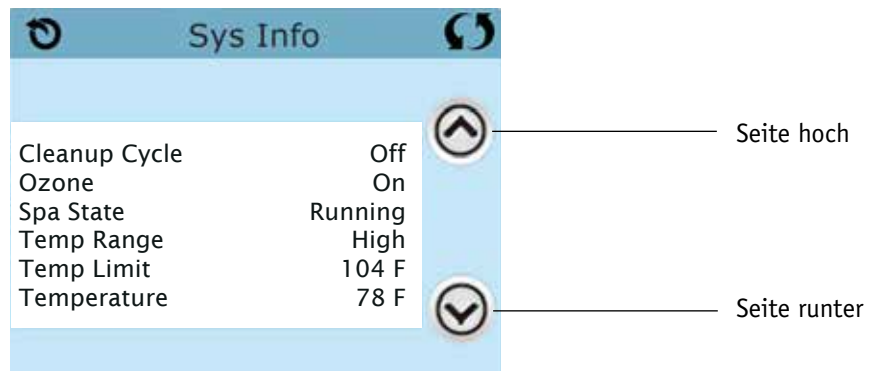 Sys Info
Seite hoch
Cleanup Cycle Off
Ozone On
Spa State Running
Temp Range High
Temp Limit 104 F
Temperature 78 F
Seite runter